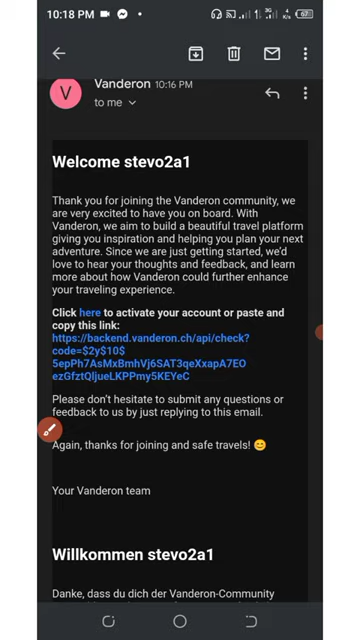 10:18 PM
3G
4
K/s
67
Vanderon 10:16 PM
V
to me
Welcome stevo2a1
Thank you for joining the Vanderon community, we
are very excited to have you on board. With
Vanderon, we aim to build a beautiful travel platform
giving you inspiration and helping you plan your next
adventure. Since we are just getting started, we'd
love to hear your thoughts and feedback, and learn
more about how Vanderon could further enhance
your traveling experience.
Click here to activate your account or paste and
copy this link:
https://backend.vanderon.ch/api/check?
code=$2y$10$
5epPh7AsMxBmhVj6SAT3qeXxapA7EO
ezGfztQljueLKPPmy5KEYeC
Please don't hesitate to submit any questions or
feedback to us by just replying to this email.
Again, thanks for joining and safe travels! 😊
Your Vanderon team
Willkommen stevo2a1
Danke, dass du dich der Vanderon-Community